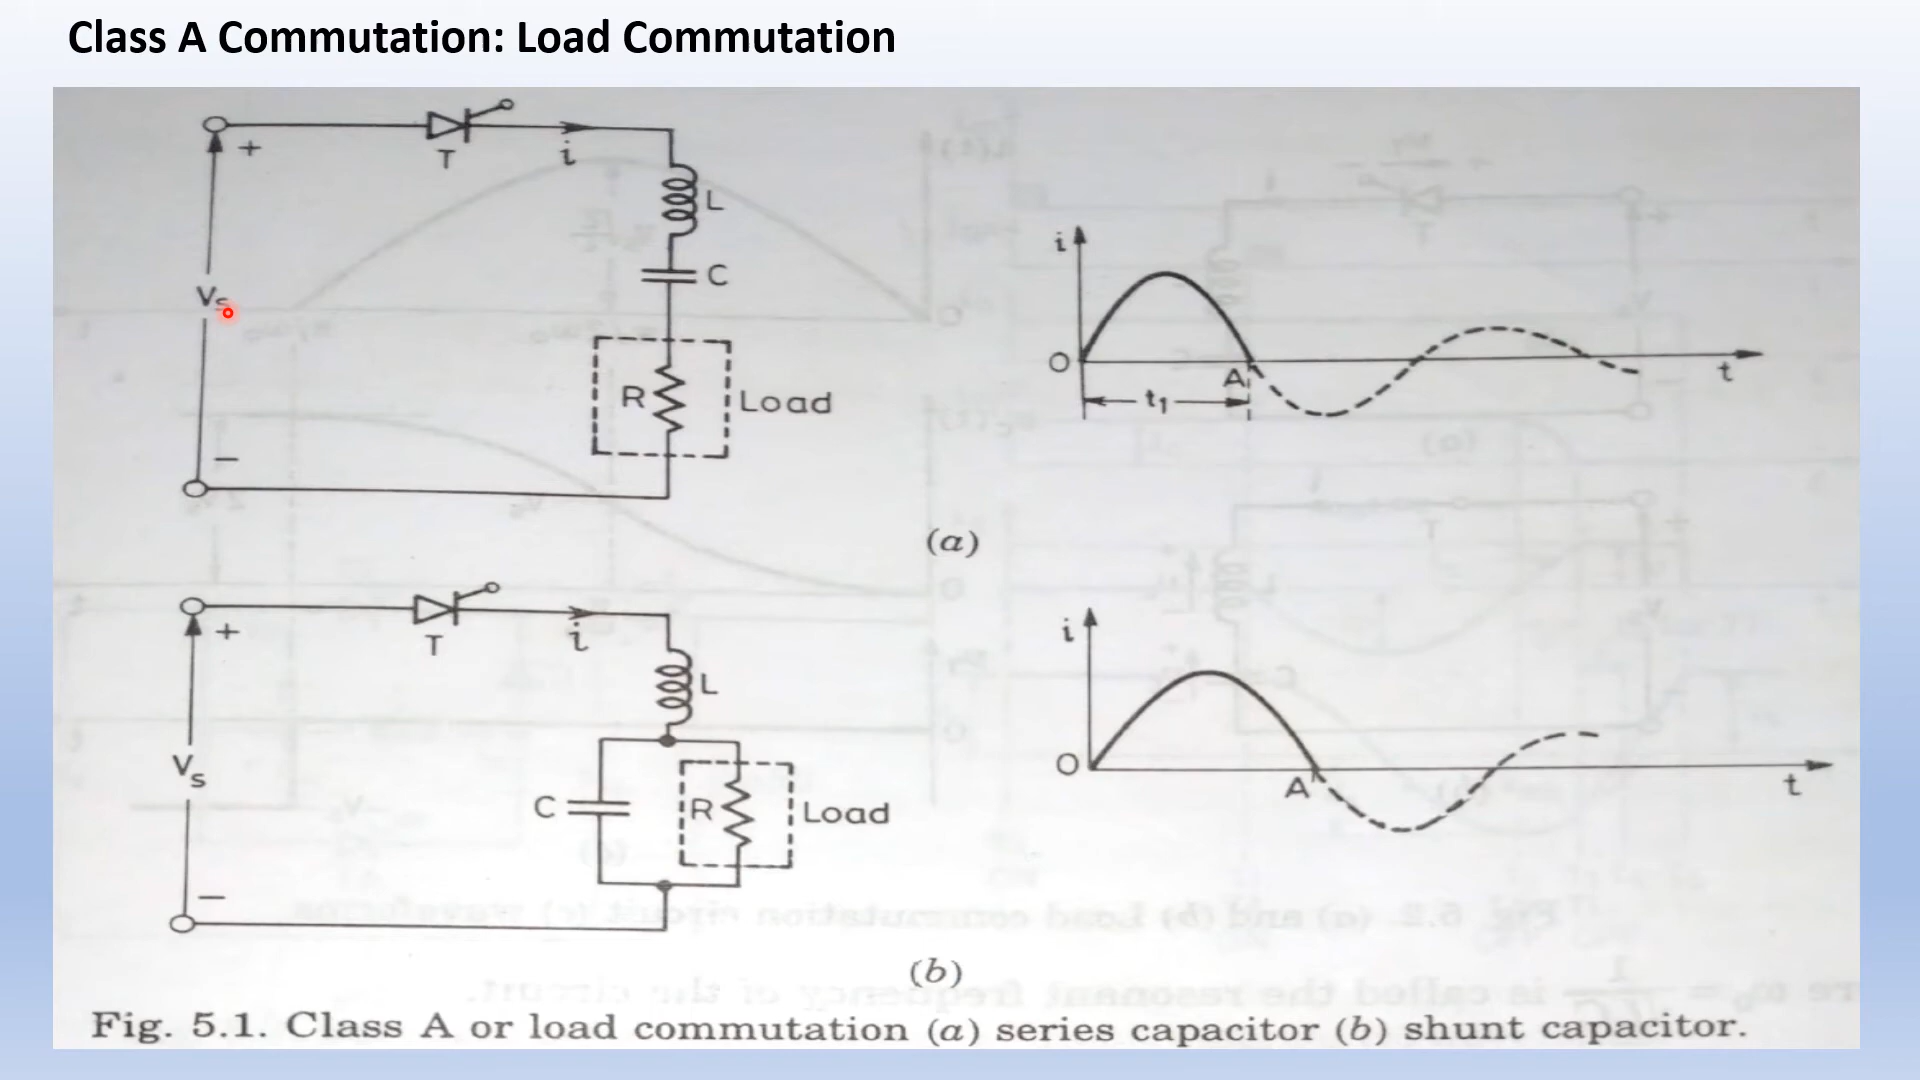 Class A Commutation: Load Commutation
+
T
i
L
C
Vs
R
Load
−
i
O
A
t1
t
(a)
+
T
i
L
Vs
C
R
Load
−
i
O
A
t
(b)
Fig. 5.1. Class A or load commutation (a) series capacitor (b) shunt capacitor.